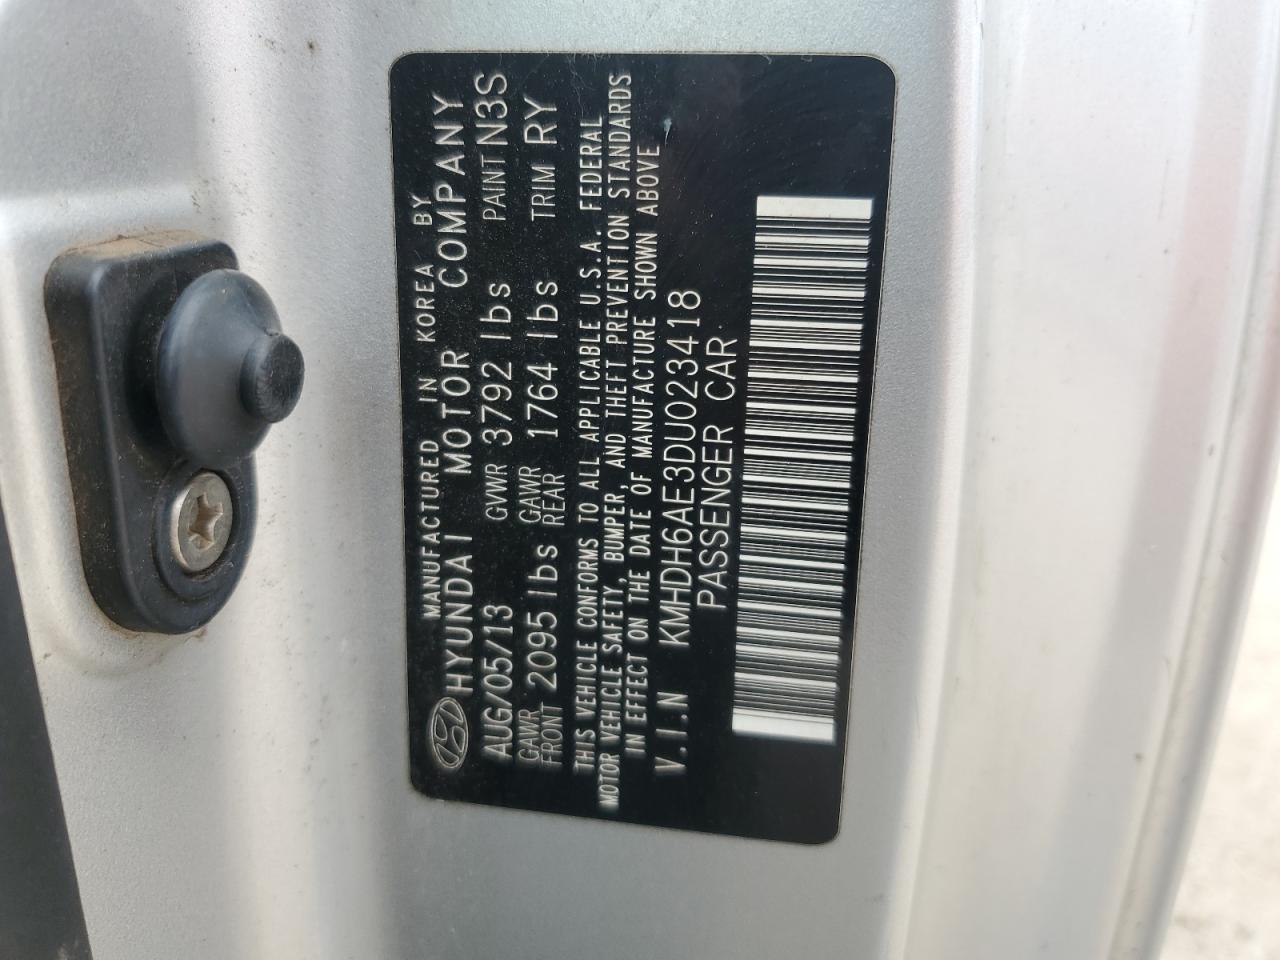 MANUFACTURED IN KOREA BY
HYUNDAI MOTOR COMPANY
AUG/05/13 GVWR 3792 lbs PAINT N3S
GAWR FRONT 2095 lbs GAWR REAR 1764 lbs TRIM RY
THIS VEHICLE CONFORMS TO ALL APPLICABLE U.S.A. FEDERAL
MOTOR VEHICLE SAFETY, BUMPER, AND THEFT PREVENTION STANDARDS
IN EFFECT ON THE DATE OF MANUFACTURE SHOWN ABOVE
V.I.N KMHDH6AE3DU023418
PASSENGER CAR